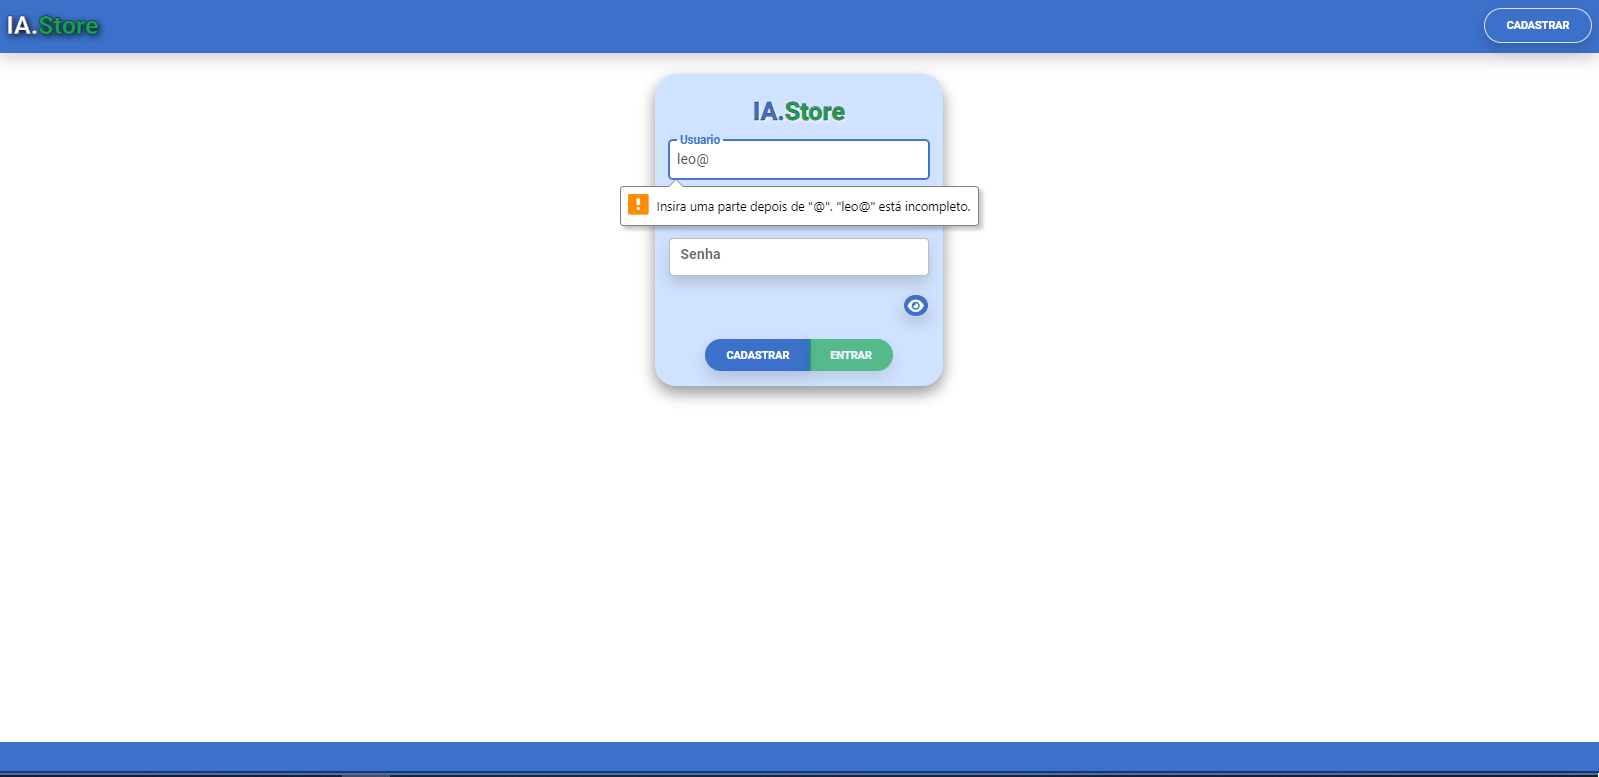 IA.Store
CADASTRAR
IA.Store
Usuario
leo@
Insira uma parte depois de "@". "leo@" está incompleto.
Senha
CADASTRAR
ENTRAR